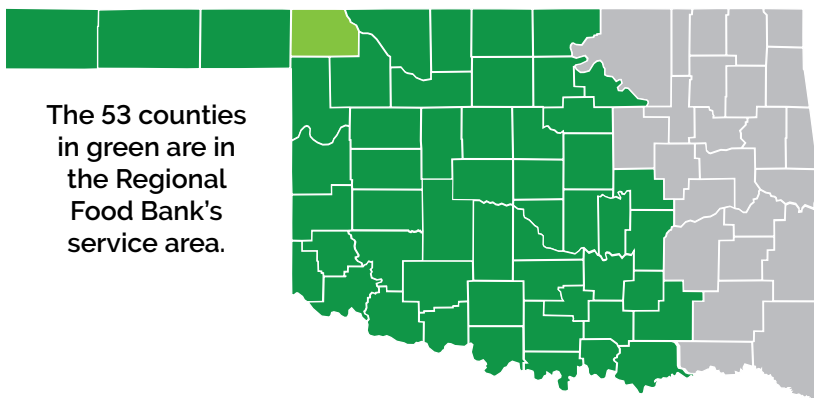 The 53 counties
in green are in
the Regional
Food Bank's
service area.